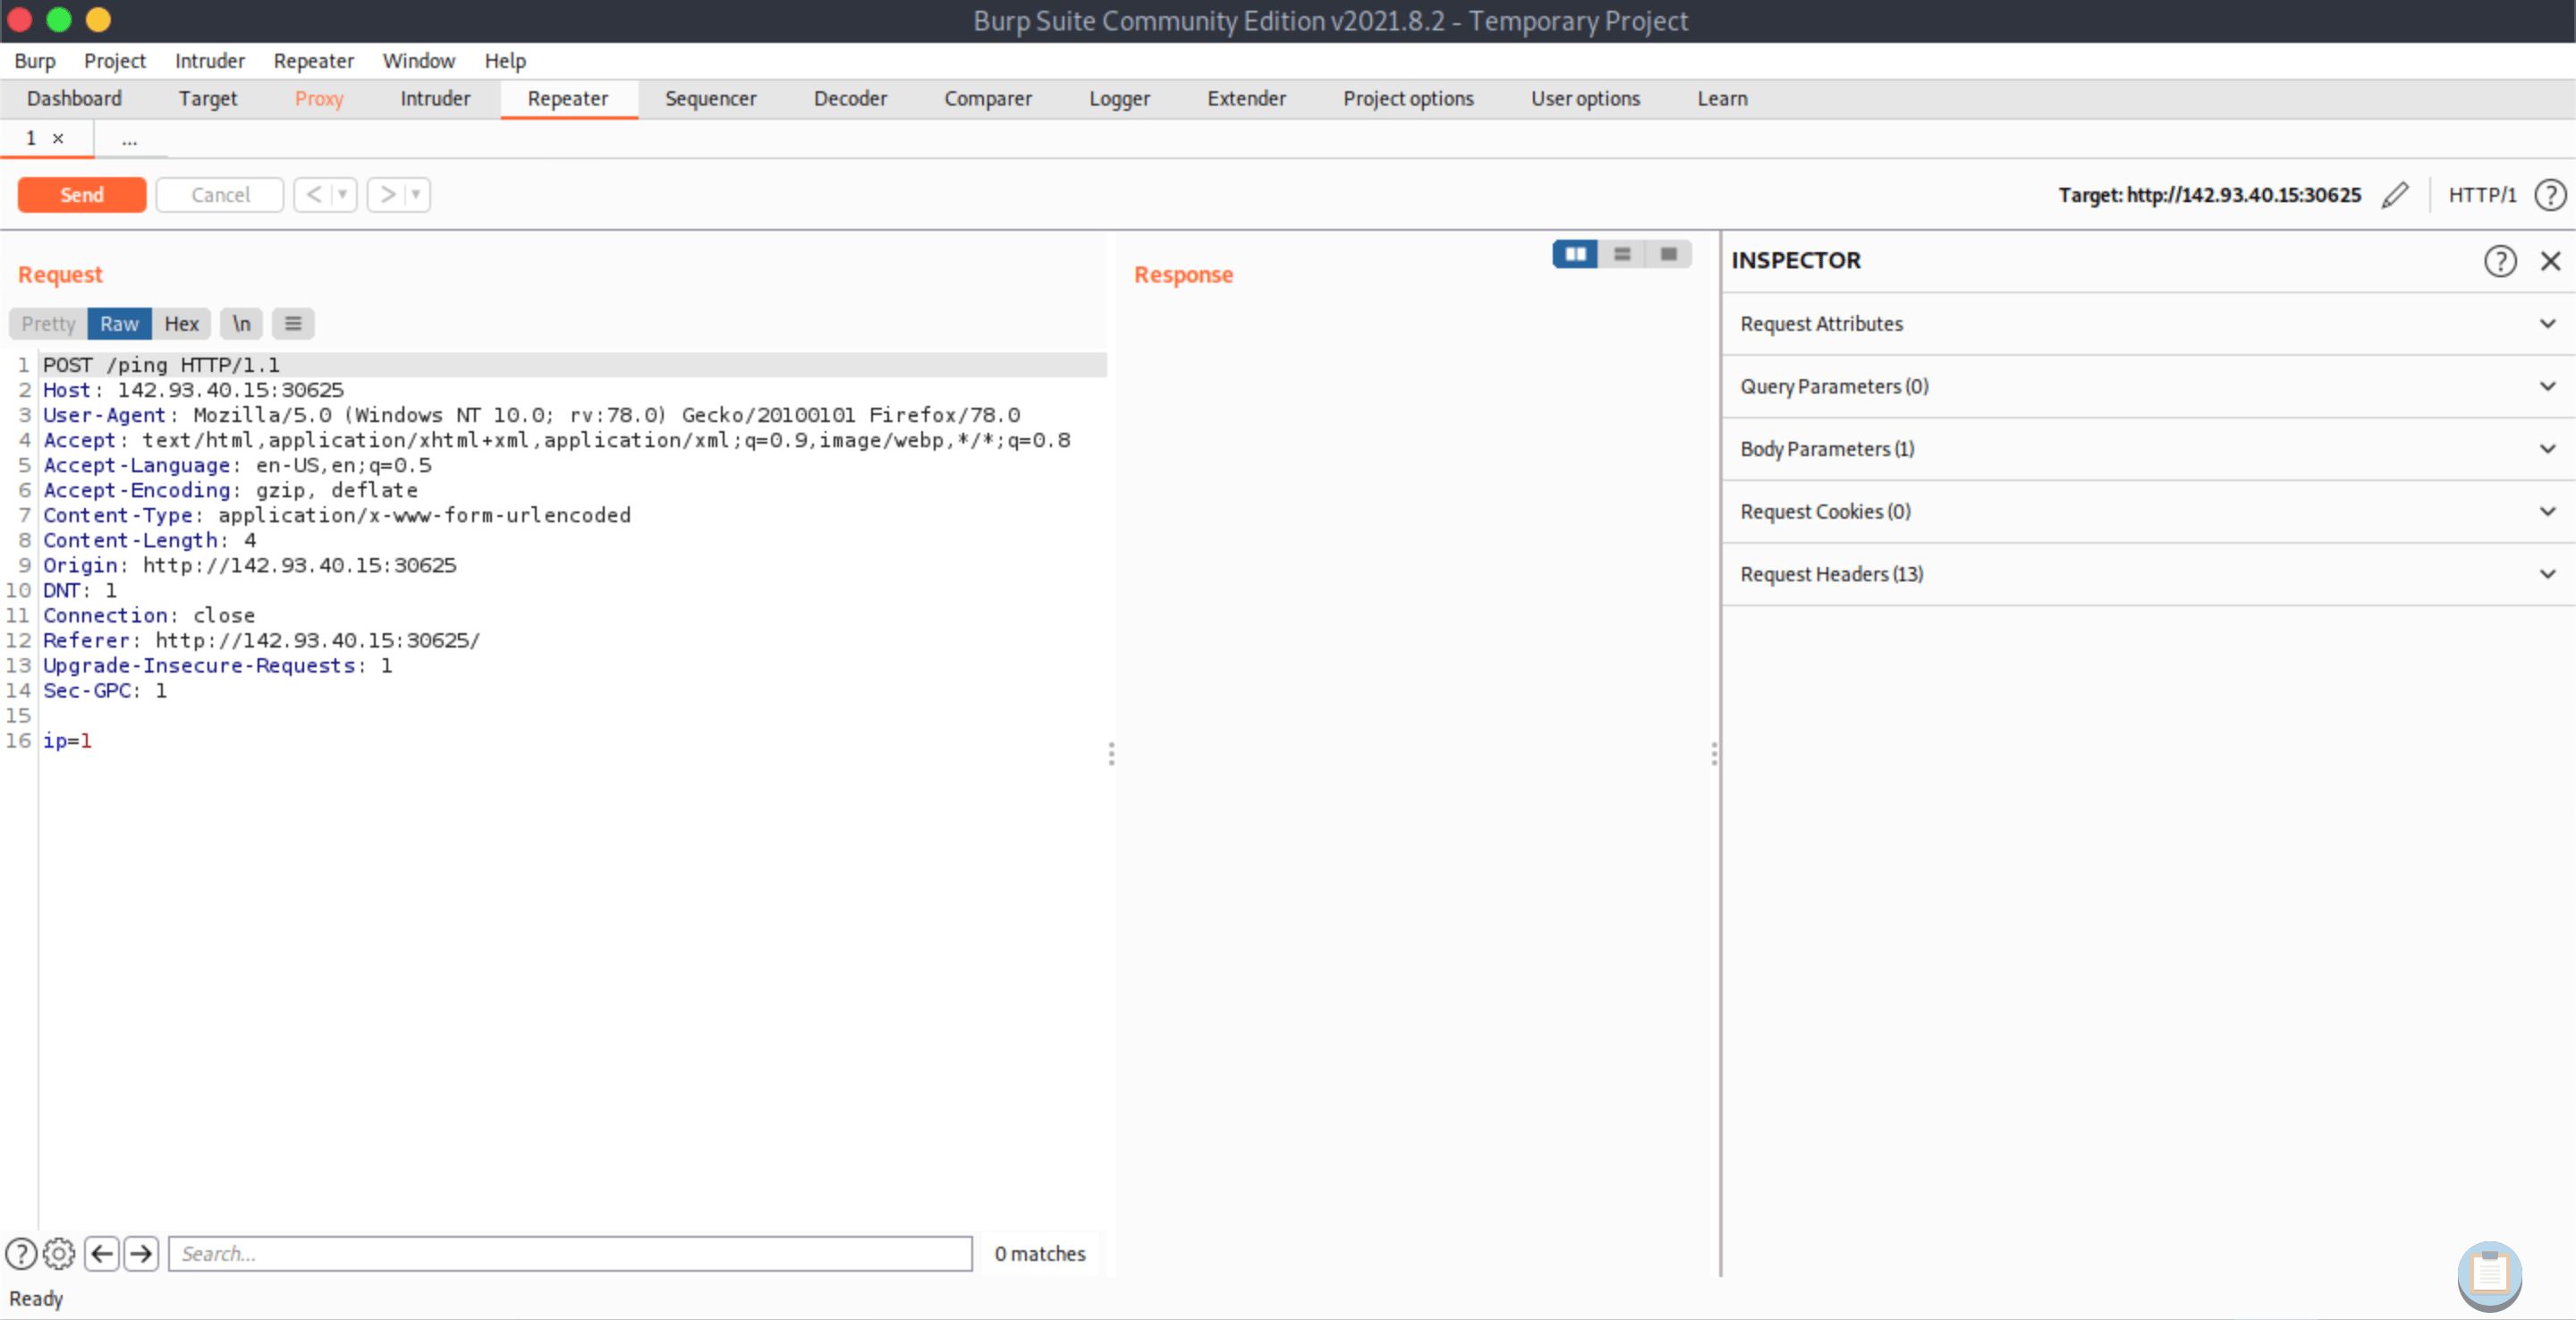 Burp Suite Community Edition v2021.8.2 - Temporary Project
Burp Project Intruder Repeater Window Help
Dashboard Target Proxy Intruder Repeater Sequencer Decoder Comparer Logger Extender Project options User options Learn
1 × ...
Send Cancel < > Target: http://142.93.40.15:30625 HTTP/1 ?
Request
Pretty Raw Hex \n
1 POST /ping HTTP/1.1
2 Host: 142.93.40.15:30625
3 User-Agent: Mozilla/5.0 (Windows NT 10.0; rv:78.0) Gecko/20100101 Firefox/78.0
4 Accept: text/html,application/xhtml+xml,application/xml;q=0.9,image/webp,*/*;q=0.8
5 Accept-Language: en-US,en;q=0.5
6 Accept-Encoding: gzip, deflate
7 Content-Type: application/x-www-form-urlencoded
8 Content-Length: 4
9 Origin: http://142.93.40.15:30625
10 DNT: 1
11 Connection: close
12 Referer: http://142.93.40.15:30625/
13 Upgrade-Insecure-Requests: 1
14 Sec-GPC: 1
15
16 ip=1
? Search... 0 matches
Ready
Response
INSPECTOR ?
Request Attributes
Query Parameters (0)
Body Parameters (1)
Request Cookies (0)
Request Headers (13)